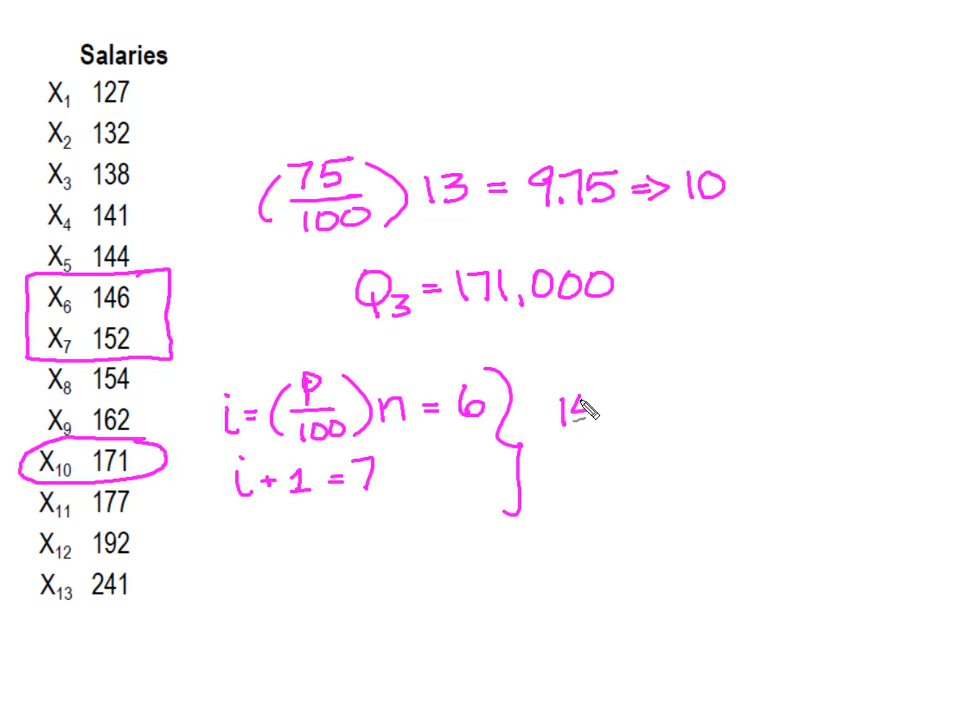 Salaries
X1 127
X2 132
X3 138
X4 141
X5 144
X6 146
X7 152
X8 154
X9 162
X10 171
X11 177
X12 192
X13 241
(75/100) 13 = 9.75 => 10
Q3 = 171,000
i = (P/100) n = 6
i + 1 = 7